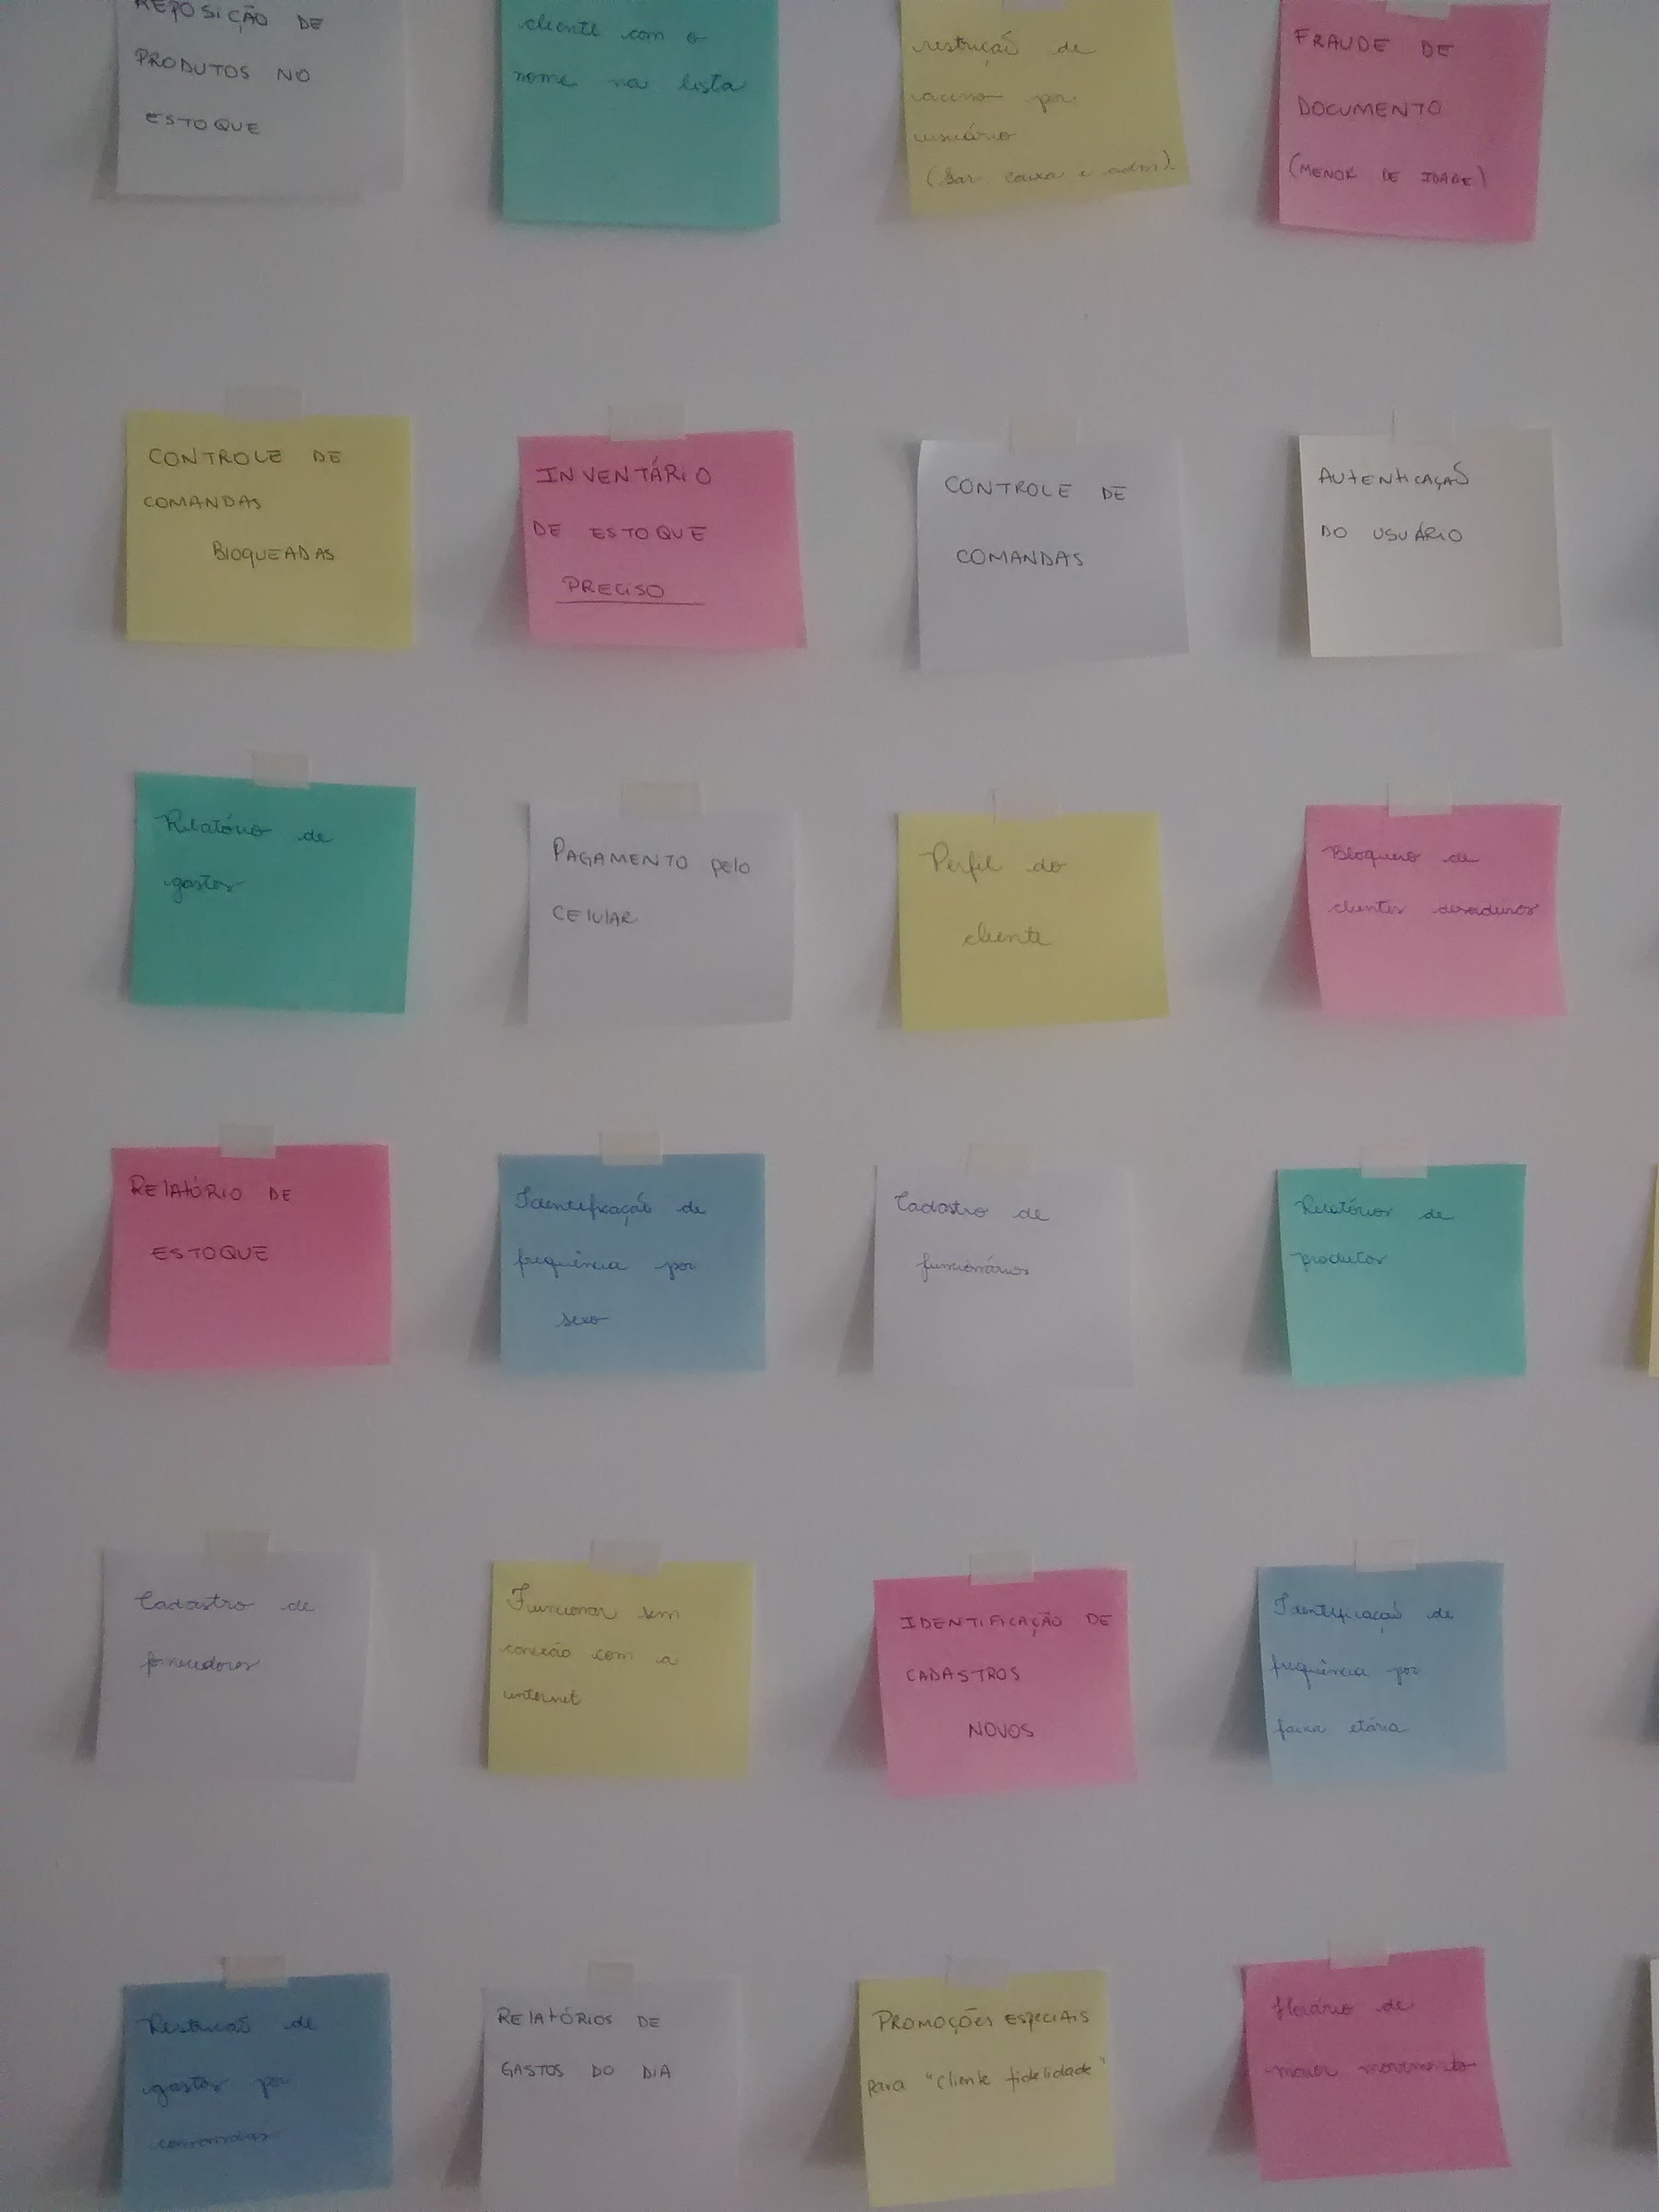 REPOSIÇÃO DE
PRODUTOS NO
ESTOQUE
cliente com o
nome na lista
restrição de
acesso por
usuário
(bar caixa e adm)
FRAUDE DE
DOCUMENTO
(MENOR DE IDADE)
CONTROLE DE
COMANDAS
BLOQUEADAS
INVENTÁRIO
DE ESTOQUE
PRECISO
CONTROLE DE
COMANDAS
AUTENTICAÇÃO
DO USUÁRIO
Relatório de
gastos
PAGAMENTO pelo
CELULAR
Perfil do
cliente
Bloqueio de
clientes
RELATÓRIO DE
ESTOQUE
Identificação de
frequência por
sexo
Cadastro de
funcionários
Relatórios de
produtos
Cadastro de
fornecedores
Funcionar sem
conexão com a
internet
IDENTIFICAÇÃO DE
CADASTROS
NOVOS
Identificação de
frequência por
faixa etária
Restrição de
gastos por
comandas
RELATÓRIOS DE
GASTOS DO DIA
PROMOÇÕES ESPECIAIS
para "cliente fidelidade"
Horário de
maior movimento